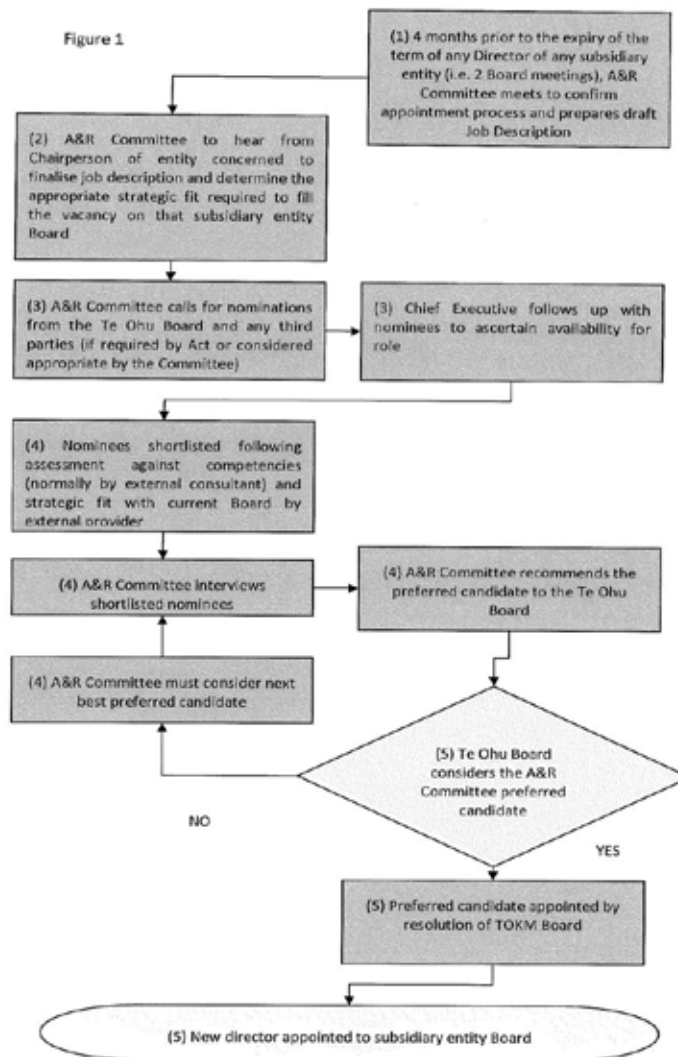 Figure 1
(1) 4 months prior to the expiry of the
term of any Director of any subsidiary
entity (i.e. 2 Board meetings), A&R
Committee meets to confirm
appointment process and prepares draft
Job Description
(2) A&R Committee to hear from
Chairperson of entity concerned to
finalise job description and determine the
appropriate strategic fit required to fill
the vacancy on that subsidiary entity
Board
(3) A&R Committee calls for nominations
from the Te Ohu Board and any third
parties (if required by Act or considered
appropriate by the Committee)
(3) Chief Executive follows up with
nominees to ascertain availability for
role
(4) Nominees shortlisted following
assessment against competencies
(normally by external consultant) and
strategic fit with current Board by
external provider
(4) A&R Committee interviews
shortlisted nominees
(4) A&R Committee recommends the
preferred candidate to the Te Ohu
Board
(4) A&R Committee must consider next
best preferred candidate
(5) Te Ohu Board
considers the A&R
Committee preferred
candidate
NO
YES
(5) Preferred candidate appointed by
resolution of TOKM Board
(5) New director appointed to subsidiary entity Board